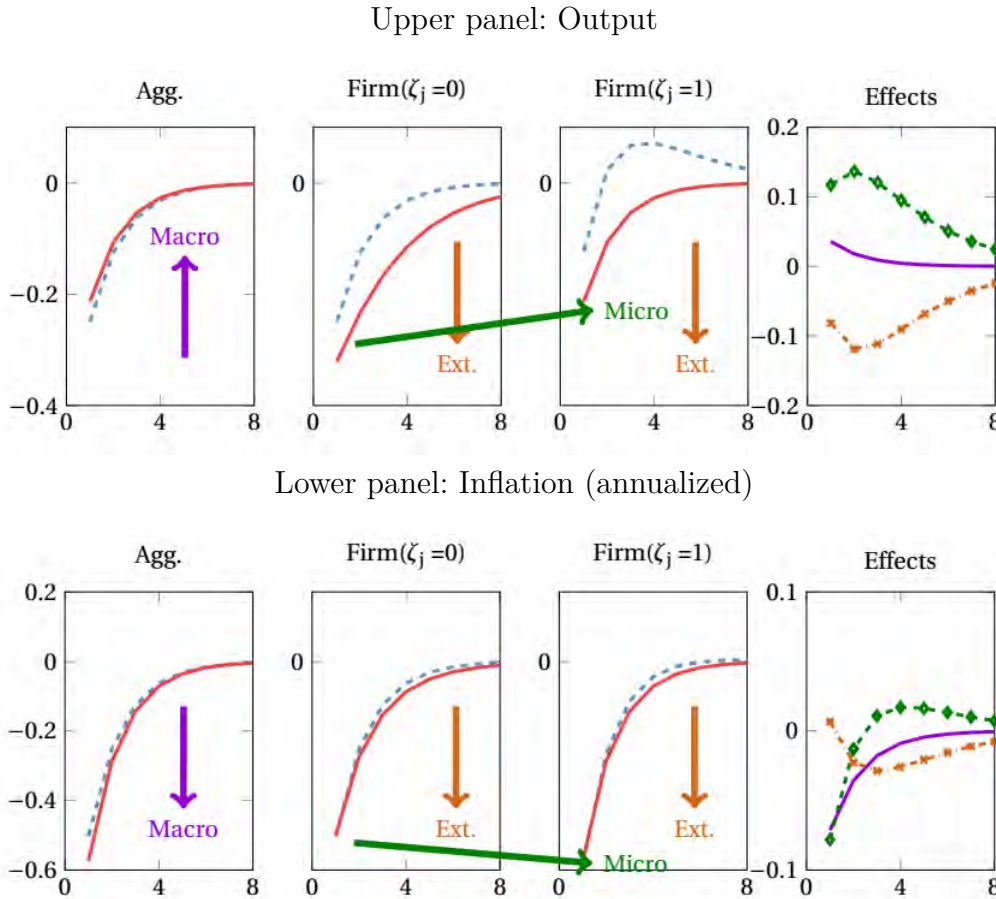 Upper panel: Output
Agg. Firm(ζj =0) Firm(ζj =1) Effects
0.2
0 0 0 0.1
Macro
0
−0.2
Micro
−0.1
Ext. Ext.
−0.4 −0.2
0 4 8 0 4 8 0 4 8 0 4 8
Lower panel: Inflation (annualized)
Agg. Firm(ζj =0) Firm(ζj =1) Effects
0.2 0.1
0 0 0
0
−0.2
−0.4
Macro Ext. Ext.
Micro
−0.6 −0.1
0 4 8 0 4 8 0 4 8 0 4 8